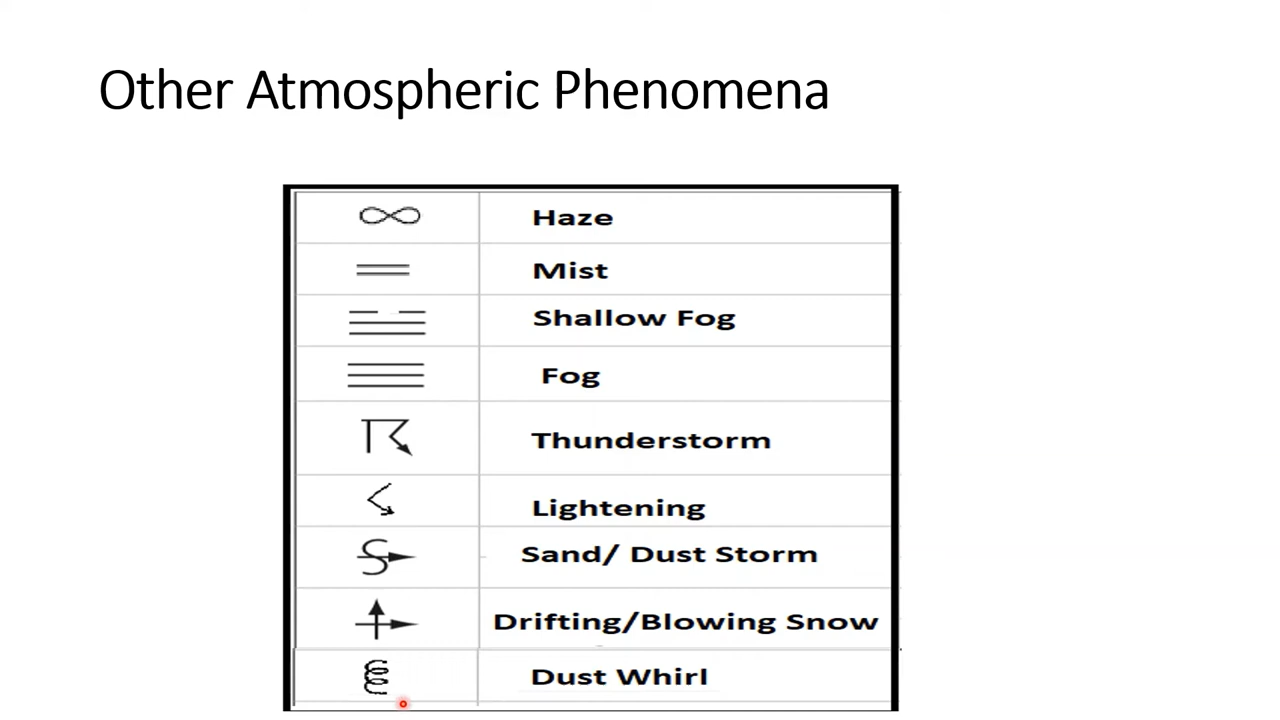 Other Atmospheric Phenomena
Haze
Mist
Shallow Fog
Fog
Thunderstorm
Lightening
Sand/ Dust Storm
Drifting/Blowing Snow
Dust Whirl